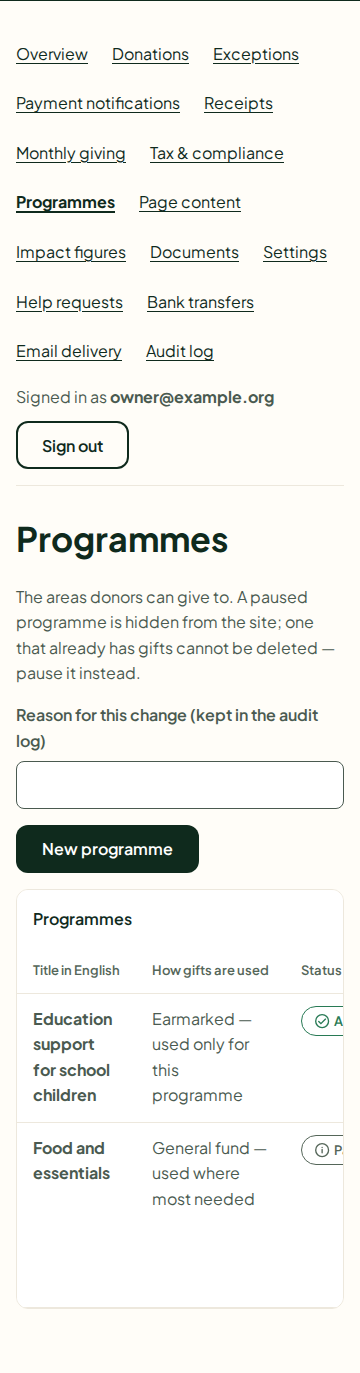 Overview Donations Exceptions
Payment notifications Receipts
Monthly giving Tax & compliance
Programmes Page content
Impact figures Documents Settings
Help requests Bank transfers
Email delivery Audit log
Signed in as owner@example.org
Sign out
Programmes
The areas donors can give to. A paused
programme is hidden from the site; one
that already has gifts cannot be deleted —
pause it instead.
Reason for this change (kept in the audit
log)
New programme
Programmes
Title in English How gifts are used Status
Education
support
for school
children
Earmarked —
used only for
this
programme
Food and
essentials
General fund —
used where
most needed